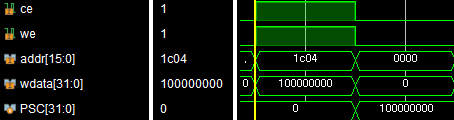 ce 1
we 1
addr[15:0] 1c04 . 1c04 0000
wdata[31:0] 100000000 0 100000000 0
PSC[31:0] 0 0 100000000